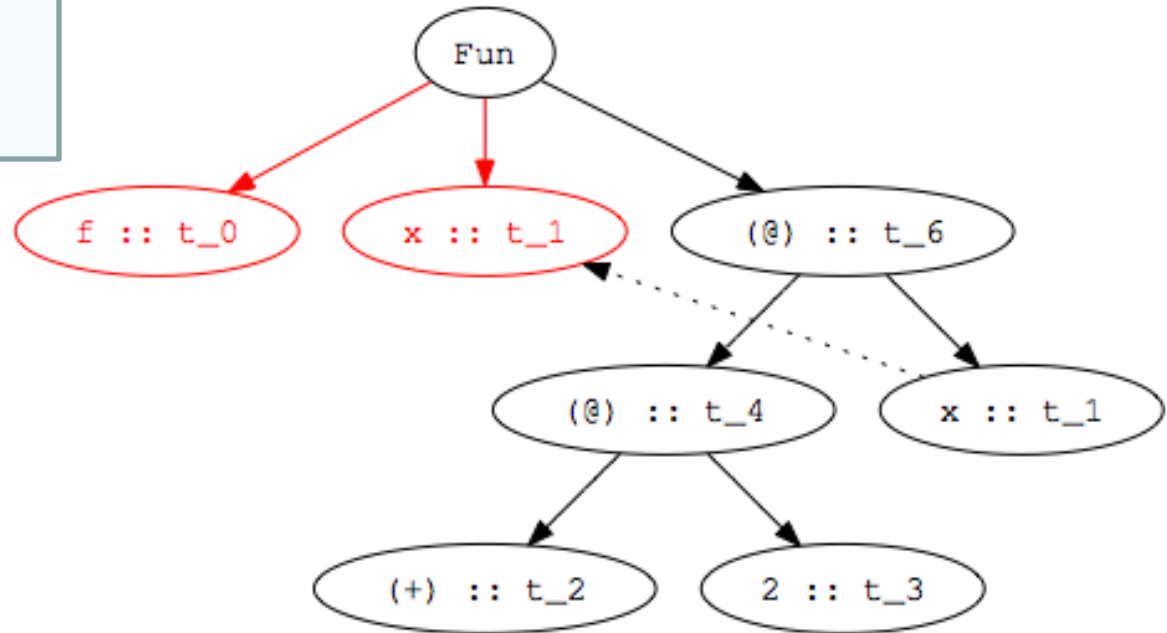 Fun
f :: t_0
x :: t_1
(@) :: t_6
(@) :: t_4
x :: t_1
(+) :: t_2
2 :: t_3